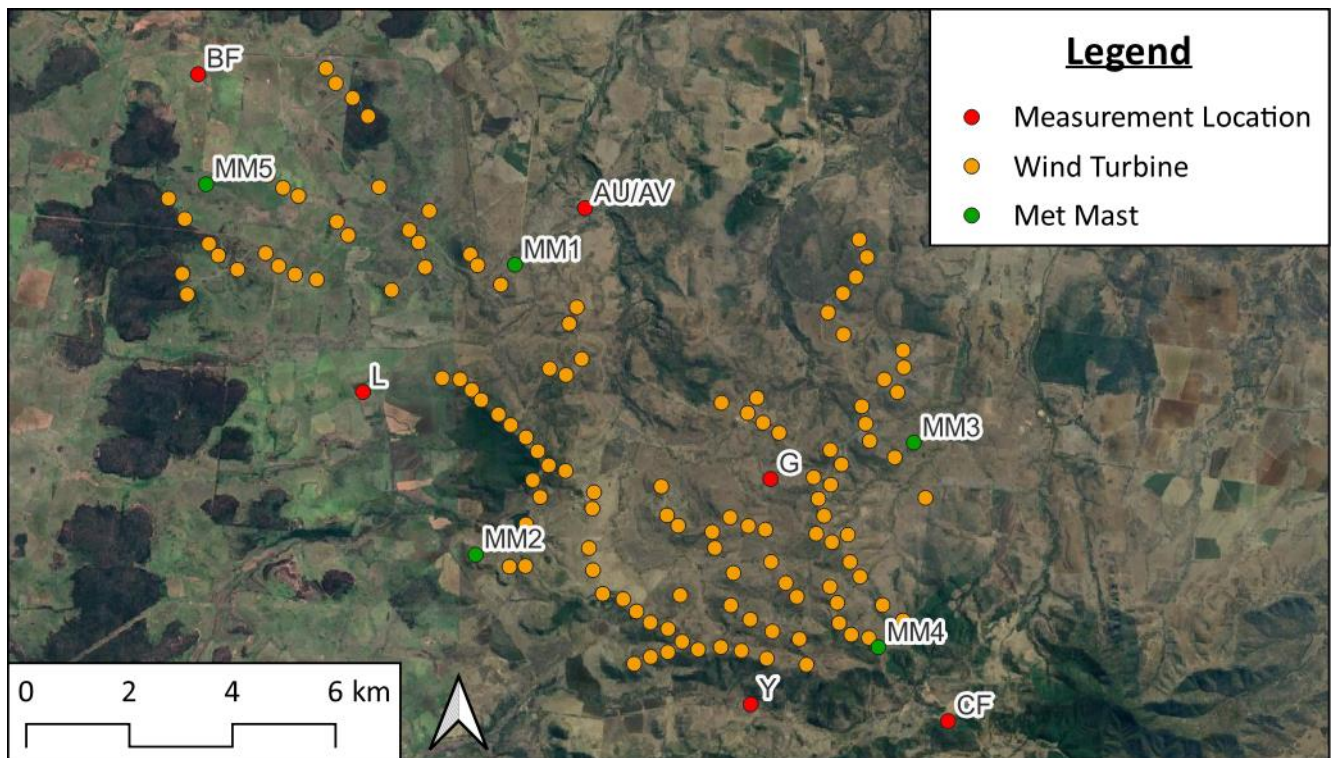 Legend
Measurement Location
Wind Turbine
Met Mast
BF
MM5
AU/AV
MM1
L
MM3
G
MM2
MM4
Y
CF
0 2 4 6 km